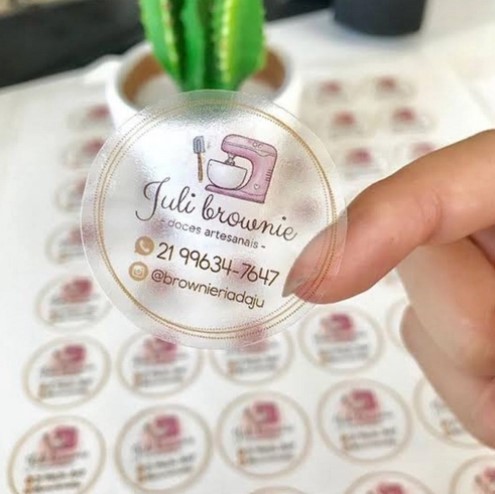 Juli brownie
- doces artesanais -
21 99634-7647
@brownieriadaju